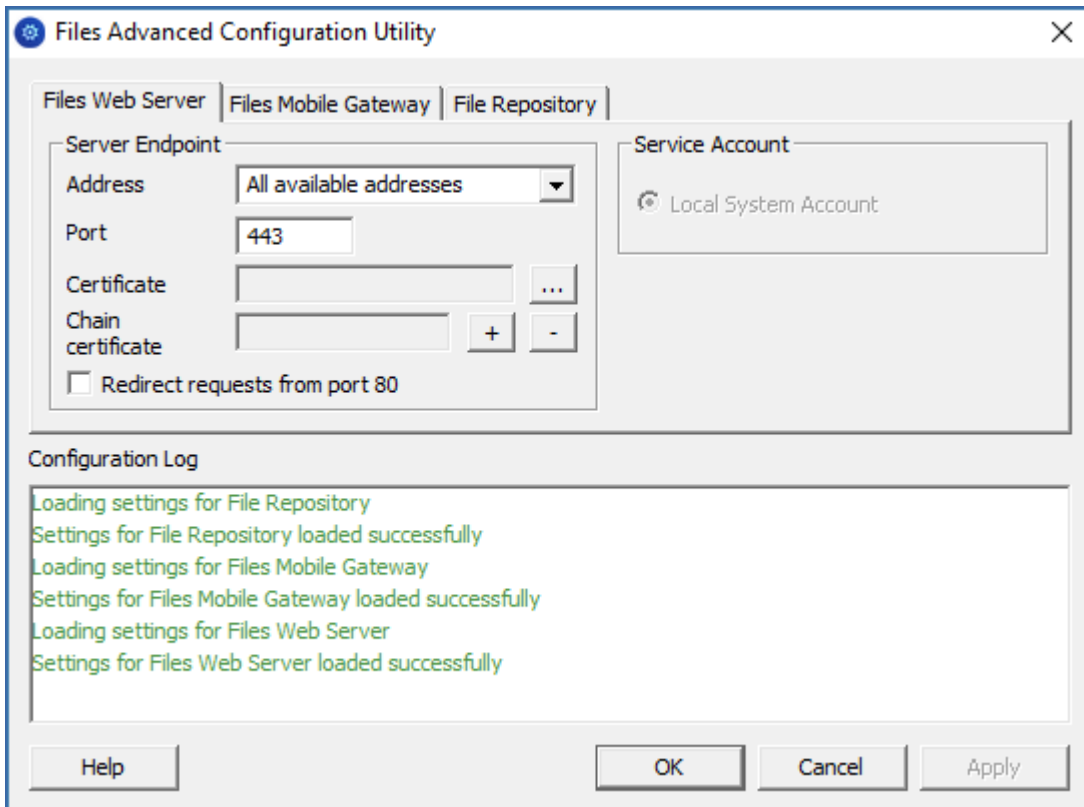 Files Advanced Configuration Utility
Files Web Server
Files Mobile Gateway
File Repository
Server Endpoint
Address
All available addresses
Port
443
Certificate
...
Chain
certificate
+
-
Redirect requests from port 80
Service Account
Local System Account
Configuration Log
Loading settings for File Repository
Settings for File Repository loaded successfully
Loading settings for Files Mobile Gateway
Settings for Files Mobile Gateway loaded successfully
Loading settings for Files Web Server
Settings for Files Web Server loaded successfully
Help
OK
Cancel
Apply